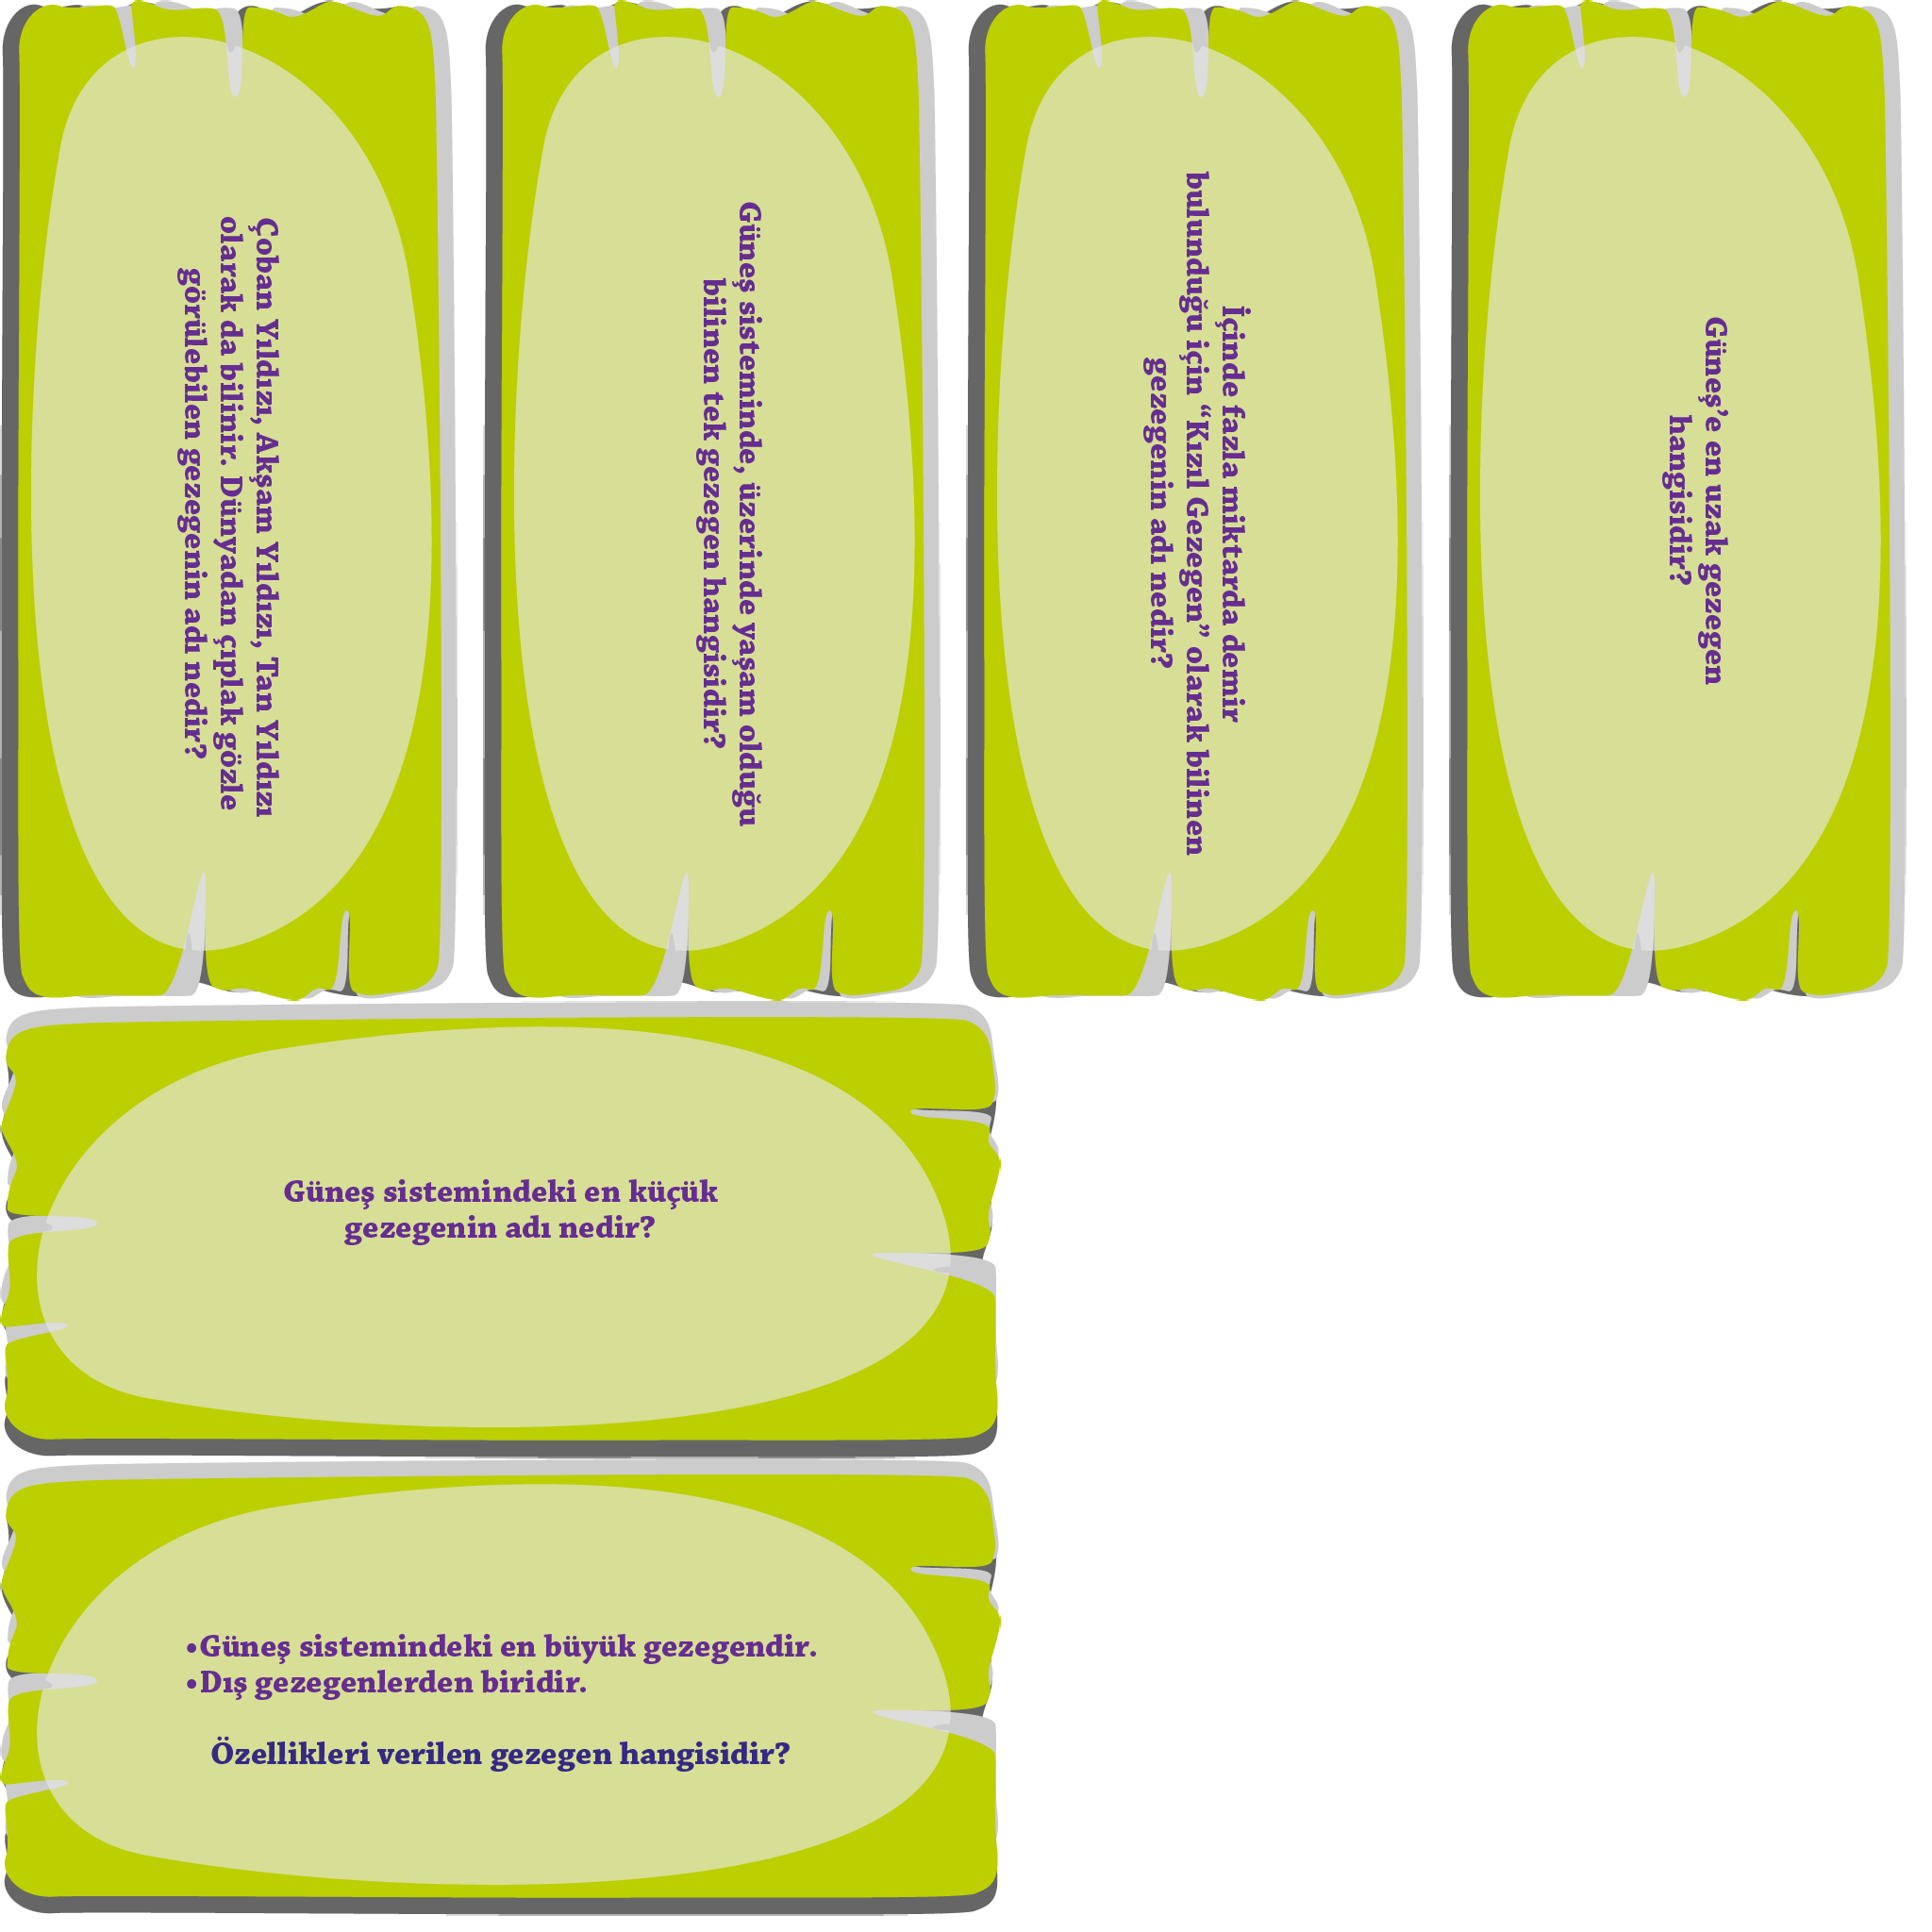 Çoban Yıldızı, Akşam Yıldızı, Tan Yıldızı
olarak da bilinir. Dünyadan çıplak gözle
görülebilen gezegenin adı nedir?
Güneş sisteminde, üzerinde yaşam olduğu
bilinen tek gezegen hangisidir?
İçinde fazla miktarda demir
bulunduğu için “Kızıl Gezegen” olarak bilinen
gezegenin adı nedir?
Güneş’e en uzak gezegen
hangisidir?
Güneş sistemindeki en küçük
gezegenin adı nedir?
•Güneş sistemindeki en büyük gezegendir.
•Dış gezegenlerden biridir.
Özellikleri verilen gezegen hangisidir?